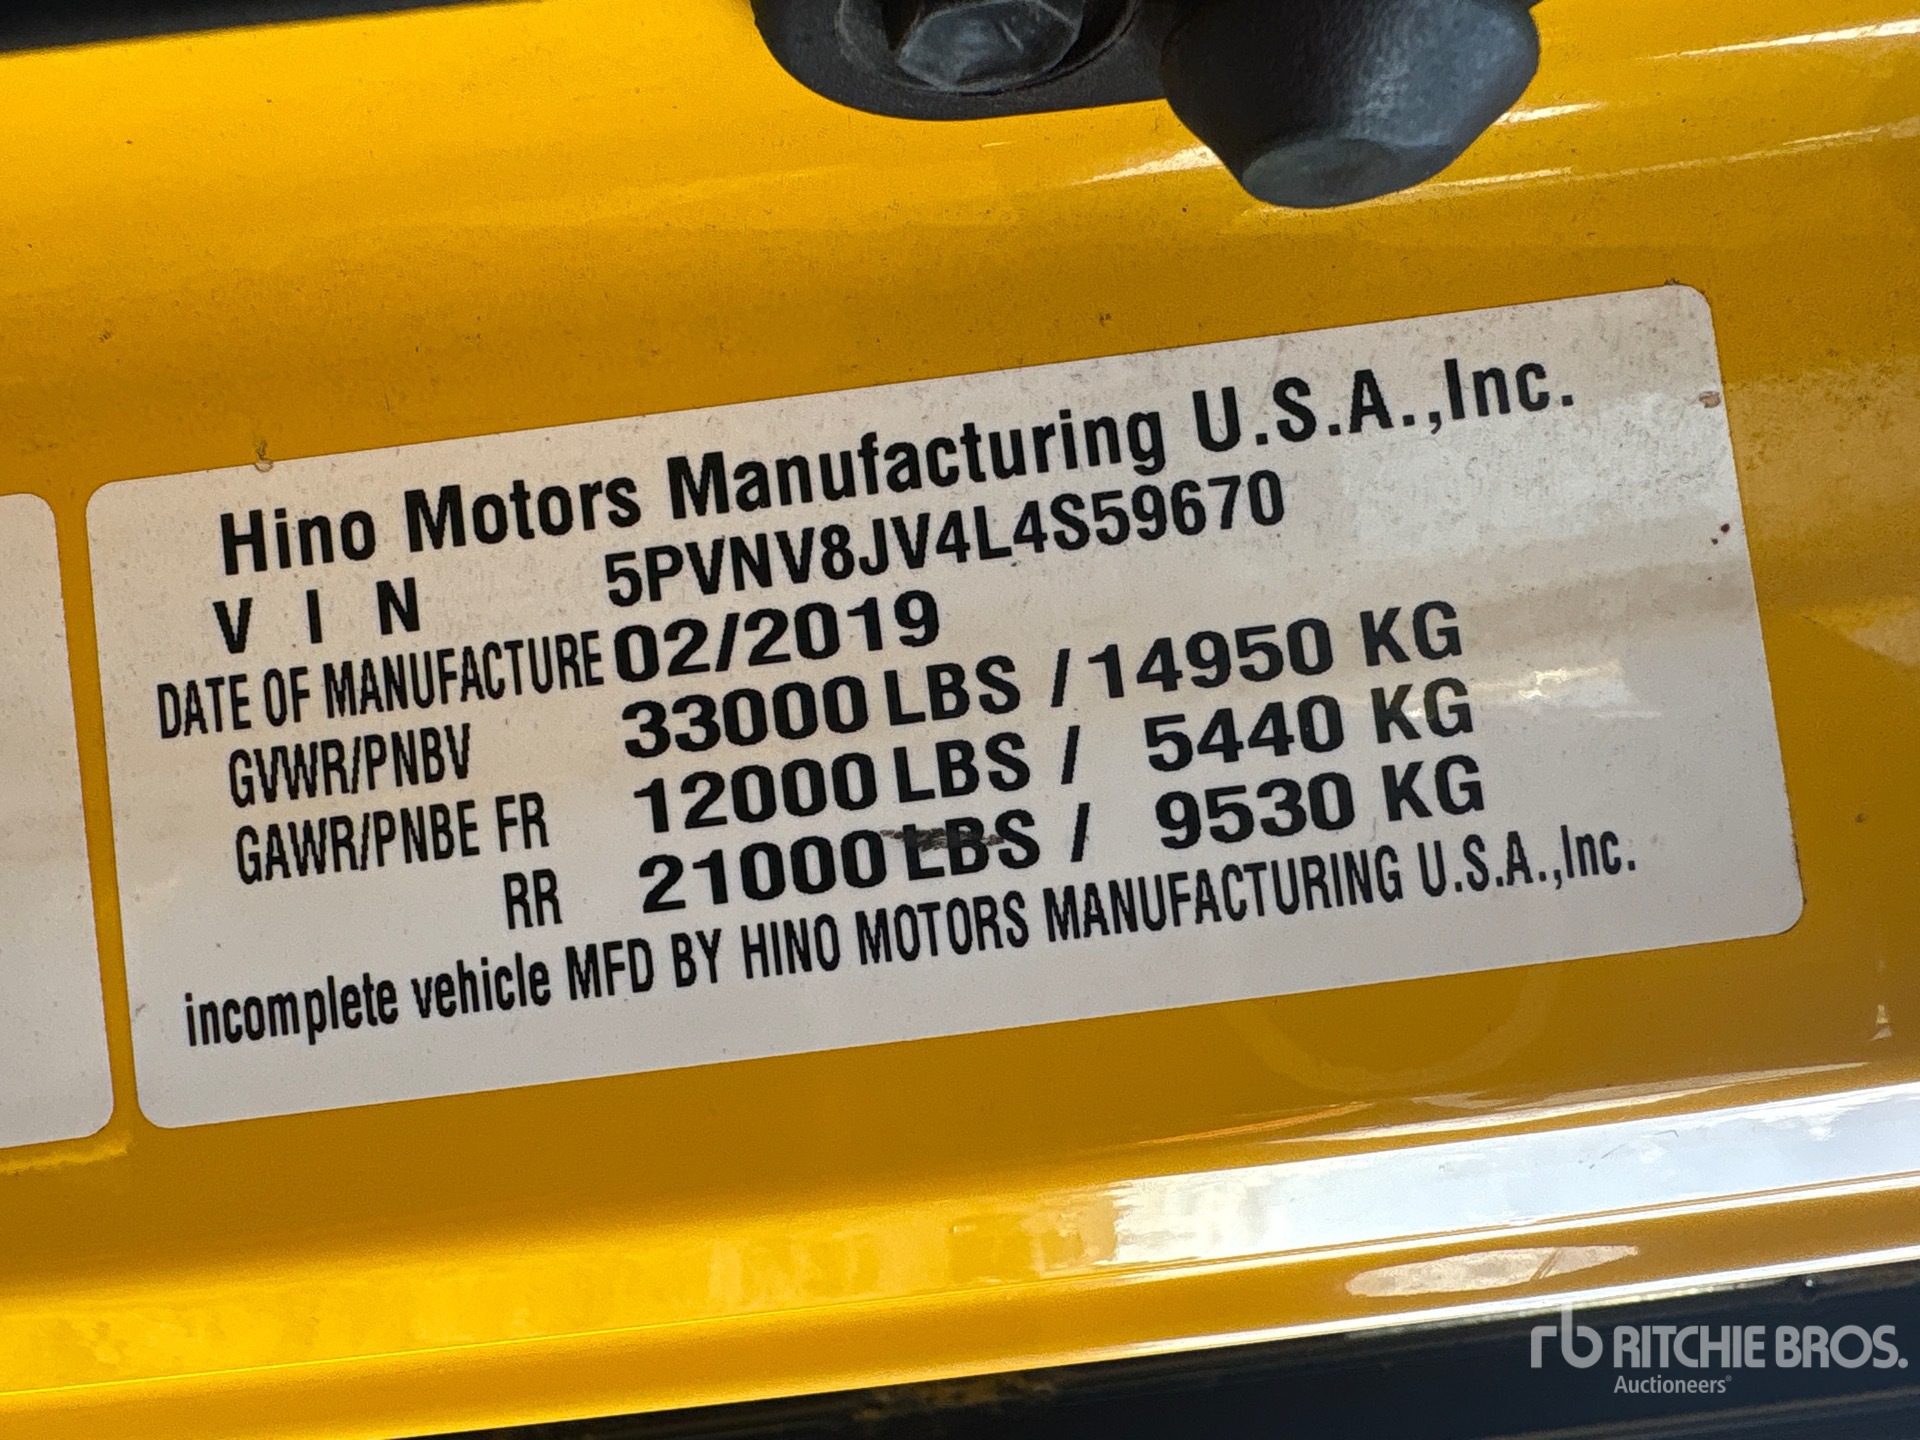 Hino Motors Manufacturing U.S.A.,Inc.
V I N 5PVNV8JV4L4S59670
DATE OF MANUFACTURE 02/2019
GVWR/PNBV 33000 LBS / 14950 KG
GAWR/PNBE FR 12000 LBS / 5440 KG
RR 21000 LBS / 9530 KG
incomplete vehicle MFD BY HINO MOTORS MANUFACTURING U.S.A.,Inc.
rb RITCHIE BROS.
Auctioneers®